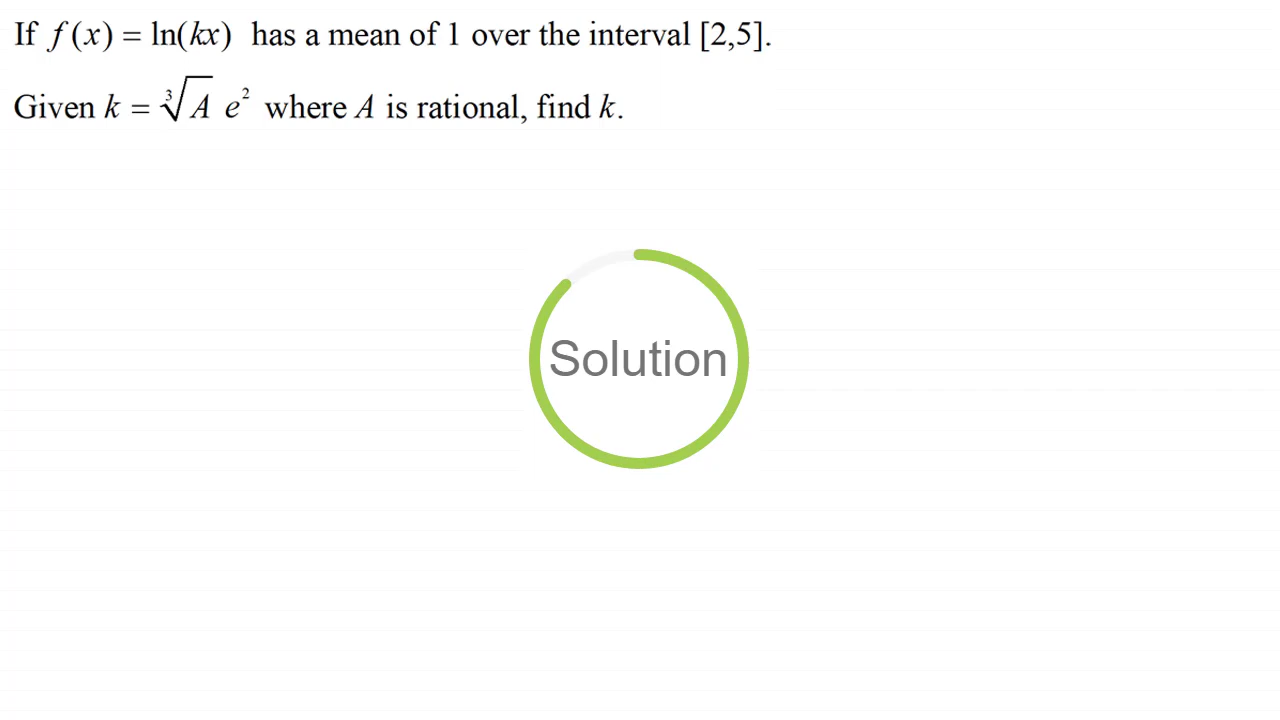 If f(x) = ln(kx) has a mean of 1 over the interval [2,5].
Given k = ∛A e² where A is rational, find k.
Solution